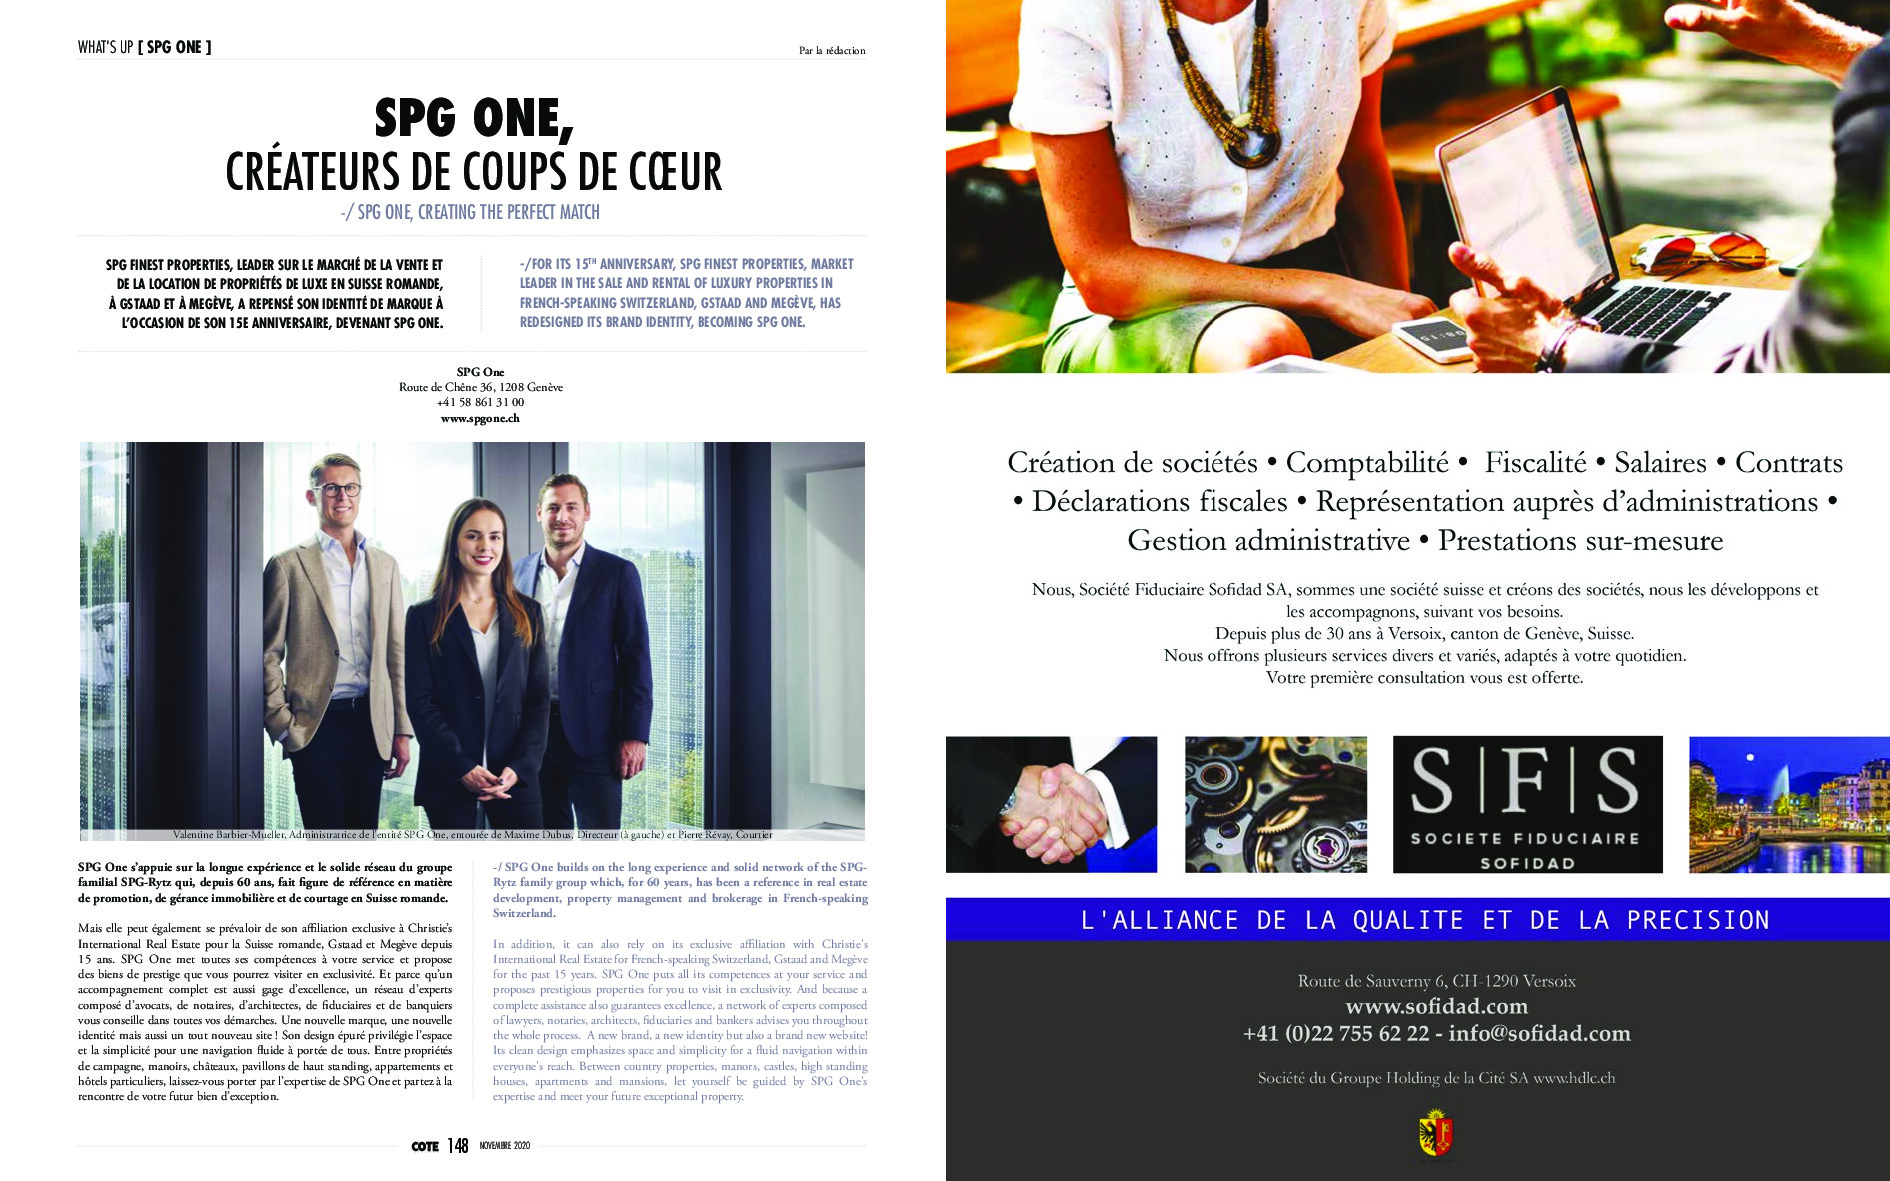 WHAT'S UP [ SPG ONE ]
Par la rédaction
SPG ONE,
CRÉATEURS DE COUPS DE CŒUR
-/ SPG ONE, CREATING THE PERFECT MATCH
SPG FINEST PROPERTIES, LEADER SUR LE MARCHÉ DE LA VENTE ET
DE LA LOCATION DE PROPRIÉTÉS DE LUXE EN SUISSE ROMANDE,
À GSTAAD ET À MEGÈVE, A REPENSÉ SON IDENTITÉ DE MARQUE À
L'OCCASION DE SON 15E ANNIVERSAIRE, DEVENANT SPG ONE.
-/FOR ITS 15TH ANNIVERSARY, SPG FINEST PROPERTIES, MARKET
LEADER IN THE SALE AND RENTAL OF LUXURY PROPERTIES IN
FRENCH-SPEAKING SWITZERLAND, GSTAAD AND MEGÈVE, HAS
REDESIGNED ITS BRAND IDENTITY, BECOMING SPG ONE.
SPG One
Route de Chêne 36, 1208 Genève
+41 58 861 31 00
www.spgone.ch
Valentine Barbier-Mueller, Administratrice de l'entité SPG One, entourée de Maxime Dubus, Directeur (à gauche) et Pierre Révay, Courtier
SPG One s'appuie sur la longue expérience et le solide réseau du groupe
familial SPG-Rytz qui, depuis 60 ans, fait figure de référence en matière
de promotion, de gérance immobilière et de courtage en Suisse romande.
Mais elle peut également se prévaloir de son affiliation exclusive à Christie's
International Real Estate pour la Suisse romande, Gstaad et Megève depuis
15 ans. SPG One met toutes ses compétences à votre service et propose
des biens de prestige que vous pourrez visiter en exclusivité. Et parce qu'un
accompagnement complet est aussi gage d'excellence, un réseau d'experts
composé d'avocats, de notaires, d'architectes, de fiduciaires et de banquiers
vous conseille dans toutes vos démarches. Une nouvelle marque, une nouvelle
identité mais aussi un tout nouveau site ! Son design épuré privilégie l'espace
et la simplicité pour une navigation fluide à portée de tous. Entre propriétés
de campagne, manoirs, châteaux, pavillons de haut standing, appartements et
hôtels particuliers, laissez-vous porter par l'expertise de SPG One et partez à la
rencontre de votre futur bien d'exception.
-/ SPG One builds on the long experience and solid network of the SPG-
Rytz family group which, for 60 years, has been a reference in real estate
development, property management and brokerage in French-speaking
Switzerland.
In addition, it can also rely on its exclusive affiliation with Christie's
International Real Estate for French-speaking Switzerland, Gstaad and Megève
for the past 15 years. SPG One puts all its competences at your service and
proposes prestigious properties for you to visit in exclusivity. And because a
complete assistance also guarantees excellence, a network of experts composed
of lawyers, notaries, architects, fiduciaries and bankers advises you throughout
the whole process. A new brand, a new identity but also a brand new website!
Its clean design emphasizes space and simplicity for a fluid navigation within
everyone's reach. Between country properties, manors, castles, high standing
houses, apartments and mansions, let yourself be guided by SPG One's
expertise and meet your future exceptional property.
COTE 148 NOVEMBRE 2020
Création de sociétés • Comptabilité • Fiscalité • Salaires • Contrats
• Déclarations fiscales • Représentation auprès d'administrations •
Gestion administrative • Prestations sur-mesure
Nous, Société Fiduciaire Sofidad SA, sommes une société suisse et créons des sociétés, nous les développons et
les accompagnons, suivant vos besoins.
Depuis plus de 30 ans à Versoix, canton de Genève, Suisse.
Nous offrons plusieurs services divers et variés, adaptés à votre quotidien.
Votre première consultation vous est offerte.
S|F|S
SOCIETE FIDUCIAIRE
SOFIDAD
L'ALLIANCE DE LA QUALITE ET DE LA PRECISION
Route de Sauverny 6, CH-1290 Versoix
www.sofidad.com
+41 (0)22 755 62 22 - info@sofidad.com
Société du Groupe Holding de la Cité SA www.hdlc.ch